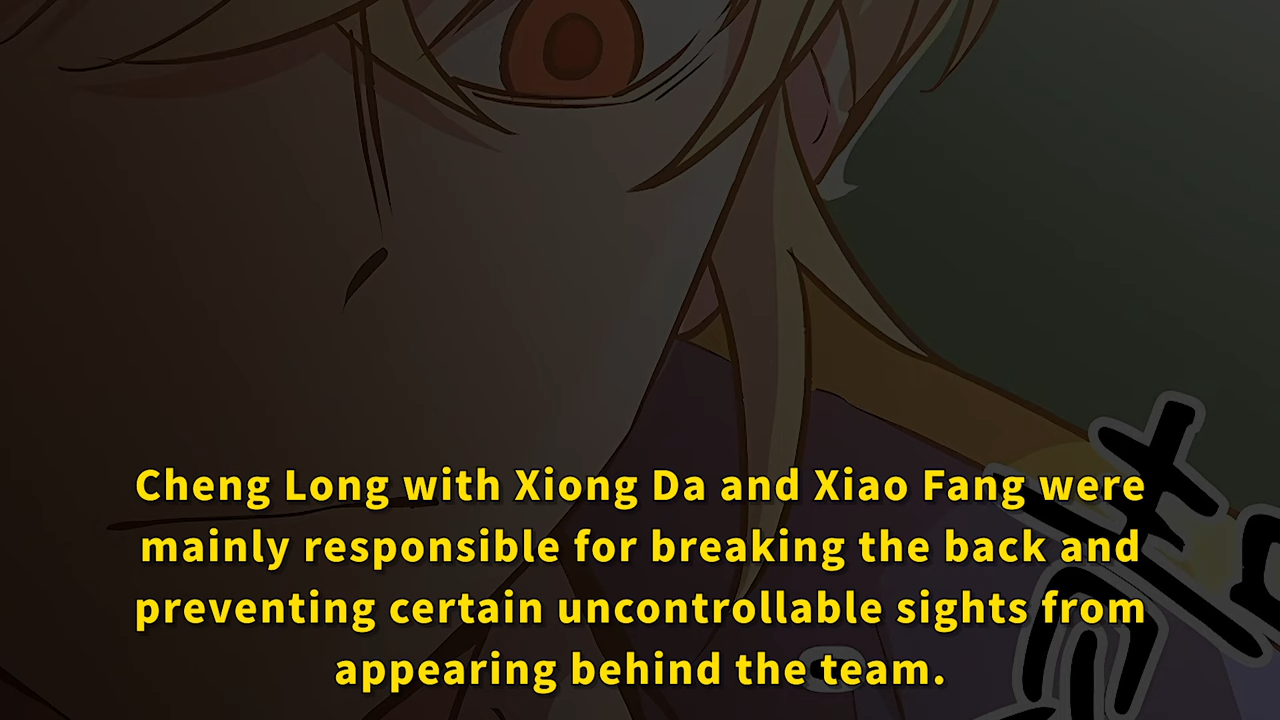 Cheng Long with Xiong Da and Xiao Fang were
mainly responsible for breaking the back and
preventing certain uncontrollable sights from
appearing behind the team.